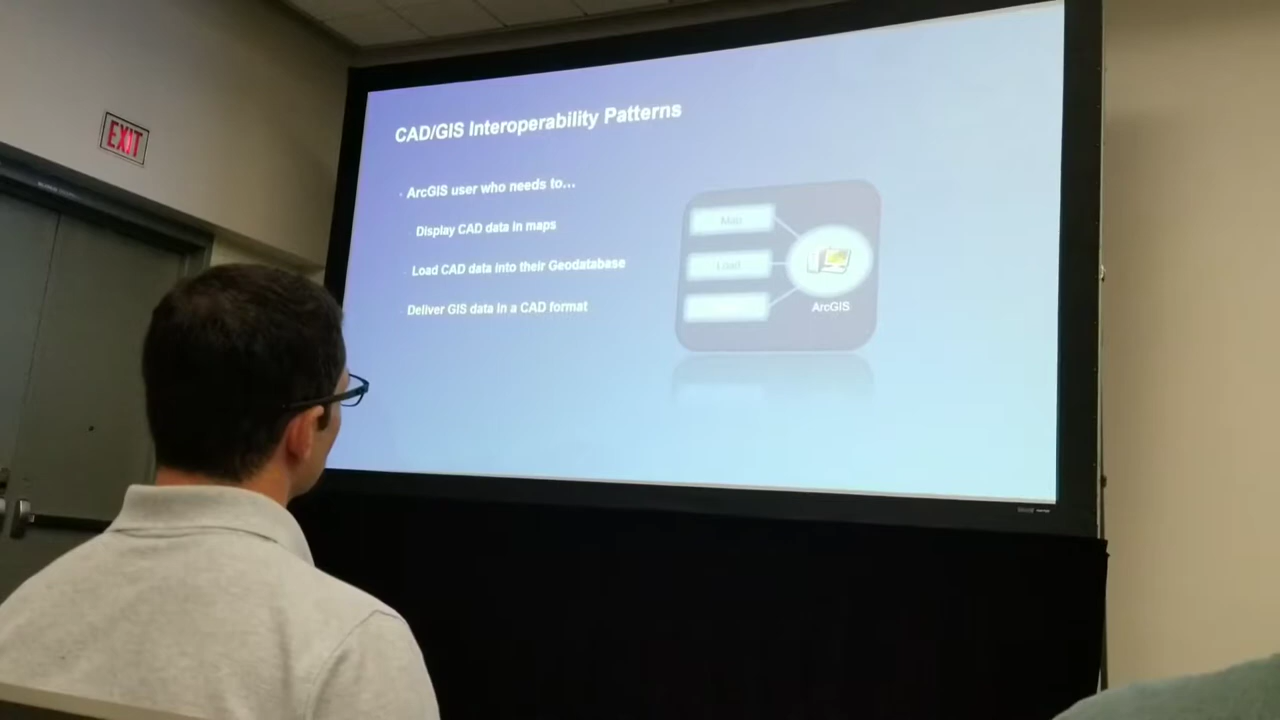 EXIT
CAD/GIS Interoperability Patterns
ArcGIS user who needs to...
Display CAD data in maps
Load CAD data into their Geodatabase
Deliver GIS data in a CAD format
Map
Load
ArcGIS